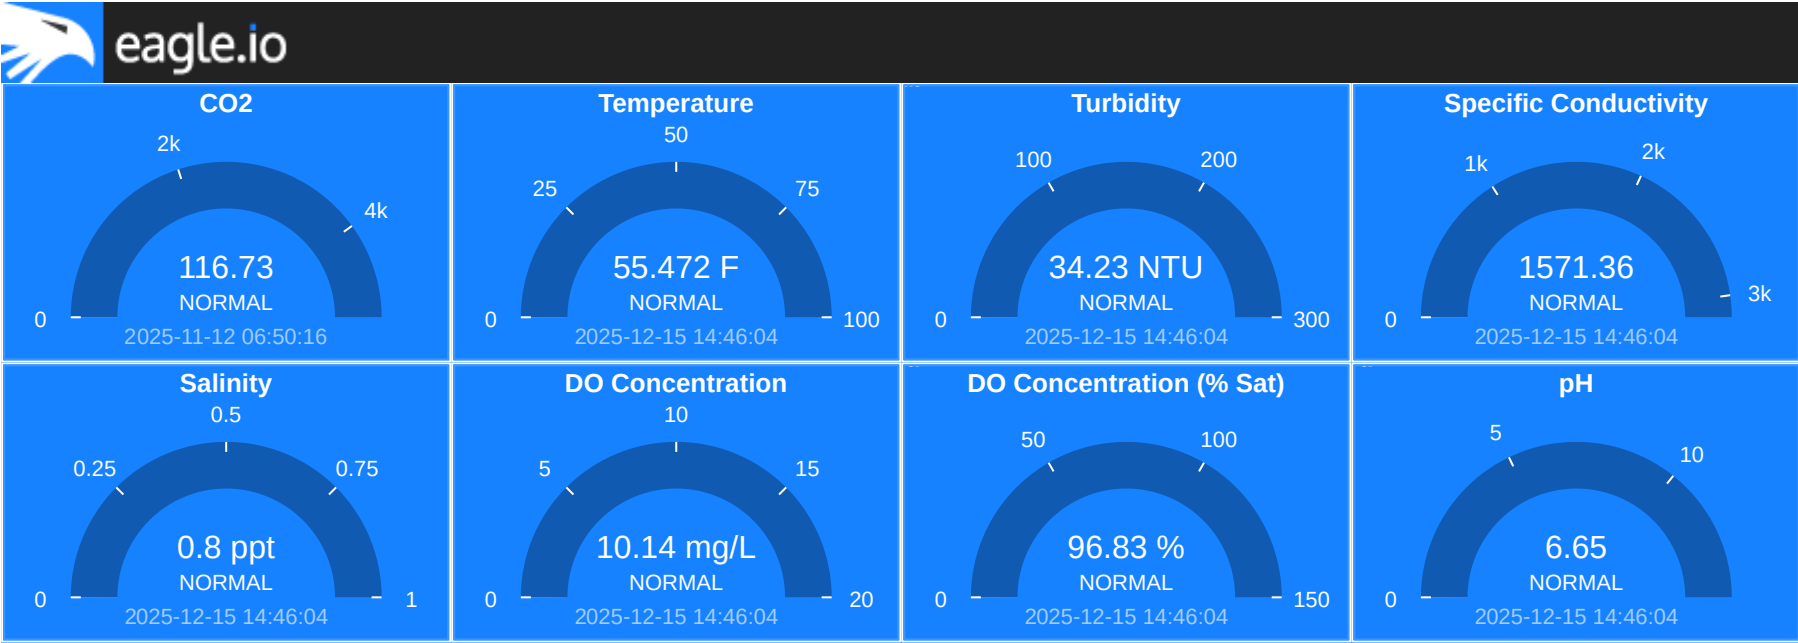 eagle.io
CO2
2k
4k
116.73
NORMAL
0
2025-11-12 06:50:16
Temperature
50
25
75
55.472 F
NORMAL
0
100
2025-12-15 14:46:04
Turbidity
100
200
34.23 NTU
NORMAL
0
300
2025-12-15 14:46:04
Specific Conductivity
2k
1k
1571.36
3k
NORMAL
0
2025-12-15 14:46:04
Salinity
0.5
0.25
0.75
0.8 ppt
NORMAL
0
1
2025-12-15 14:46:04
DO Concentration
10
5
15
10.14 mg/L
NORMAL
0
20
2025-12-15 14:46:04
DO Concentration (% Sat)
50
100
96.83 %
NORMAL
0
150
2025-12-15 14:46:04
pH
5
10
6.65
NORMAL
0
2025-12-15 14:46:04